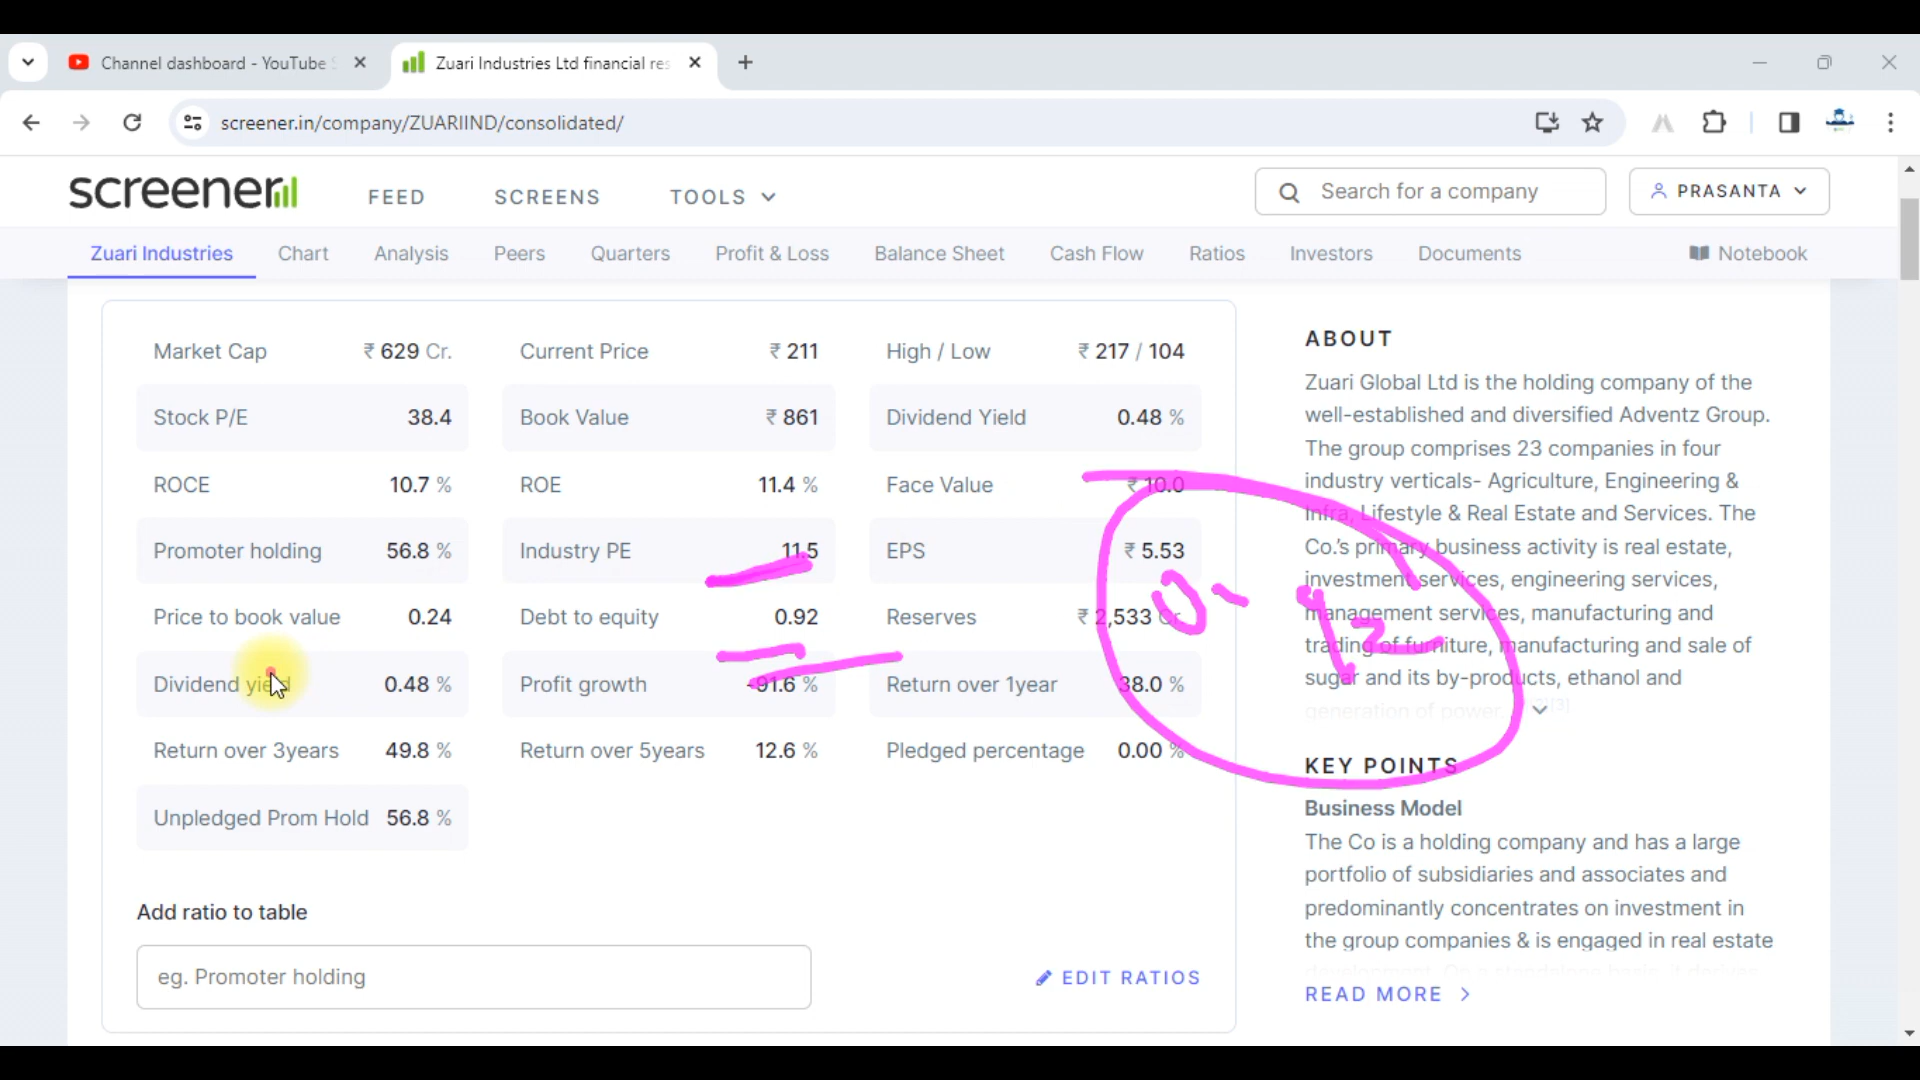 Channel dashboard - YouTube S
Zuari Industries Ltd financial res
screener.in/company/ZUARIIND/consolidated/
screener
FEED SCREENS TOOLS
Search for a company
PRASANTA
Zuari Industries Chart Analysis Peers Quarters Profit & Loss Balance Sheet Cash Flow Ratios Investors Documents Notebook
Market Cap ₹ 629 Cr. Current Price ₹ 211 High / Low ₹ 217 / 104
Stock P/E 38.4 Book Value ₹ 861 Dividend Yield 0.48 %
ROCE 10.7 % ROE 11.4 % Face Value ₹ 10.0
Promoter holding 56.8 % Industry PE 11.5 EPS ₹ 5.53
Price to book value 0.24 Debt to equity 0.92 Reserves ₹ 2,533 Cr.
Dividend yield 0.48 % Profit growth -91.6 % Return over 1year 38.0 %
Return over 3years 49.8 % Return over 5years 12.6 % Pledged percentage 0.00 %
Unpledged Prom Hold 56.8 %
Add ratio to table
eg. Promoter holding
EDIT RATIOS
ABOUT
Zuari Global Ltd is the holding company of the
well-established and diversified Adventz Group.
The group comprises 23 companies in four
industry verticals- Agriculture, Engineering &
Infra, Lifestyle & Real Estate and Services. The
Co.'s primary business activity is real estate,
investment services, engineering services,
management services, manufacturing and
trading of furniture, manufacturing and sale of
sugar and its by-products, ethanol and
generation of power.
KEY POINTS
Business Model
The Co is a holding company and has a large
portfolio of subsidiaries and associates and
predominantly concentrates on investment in
the group companies & is engaged in real estate
READ MORE